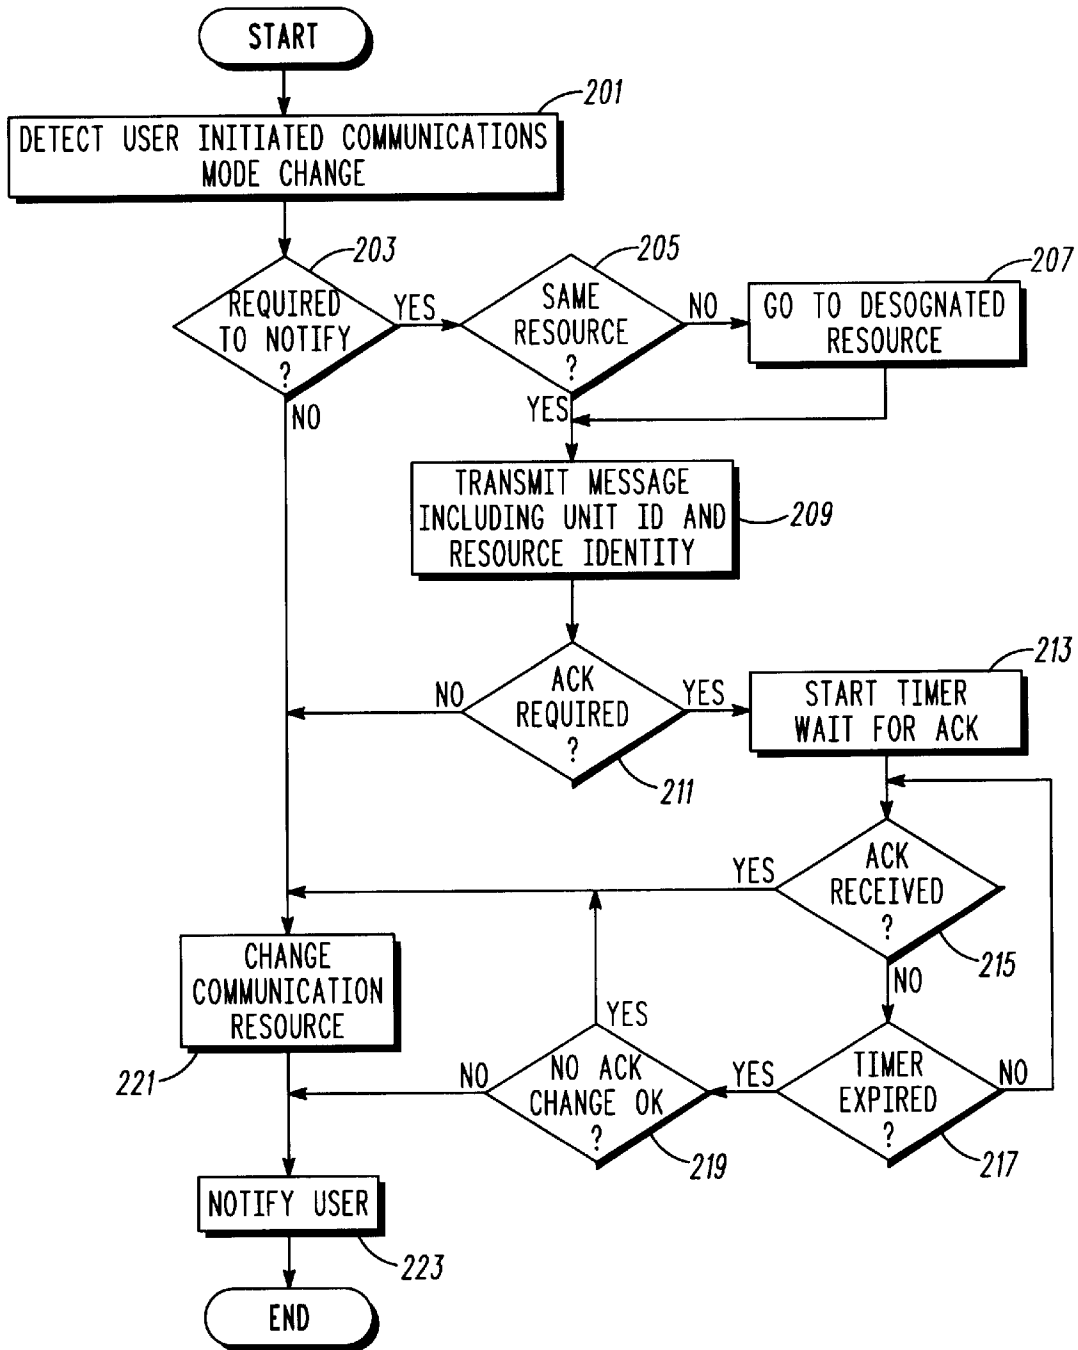 START
201
DETECT USER INITIATED COMMUNICATIONS
MODE CHANGE
203
REQUIRED
TO NOTIFY
?
YES
NO
205
SAME
RESOURCE
?
NO
YES
207
GO TO DESOGNATED
RESOURCE
TRANSMIT MESSAGE
INCLUDING UNIT ID AND
RESOURCE IDENTITY
209
ACK
REQUIRED
?
NO
YES
211
213
START TIMER
WAIT FOR ACK
ACK
RECEIVED
?
YES
NO
215
TIMER
EXPIRED
?
YES
NO
217
NO ACK
CHANGE OK
?
YES
NO
219
CHANGE
COMMUNICATION
RESOURCE
221
NOTIFY USER
223
END